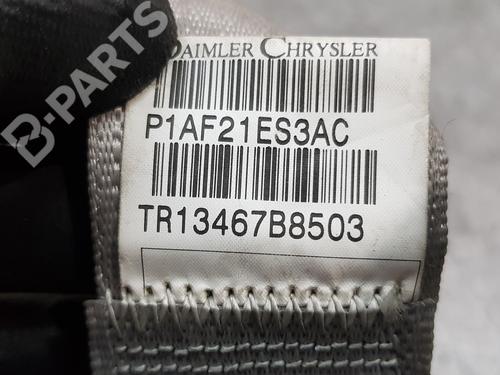 DAIMLER CHRYSLER
P1AF21ES3AC
TR13467B8503
B-PARTS